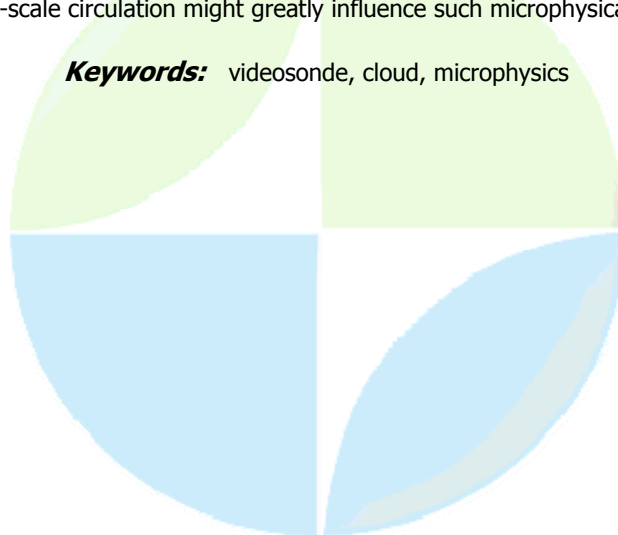 -scale circulation might greatly influence such microphysica
Keywords: videosonde, cloud, microphysics